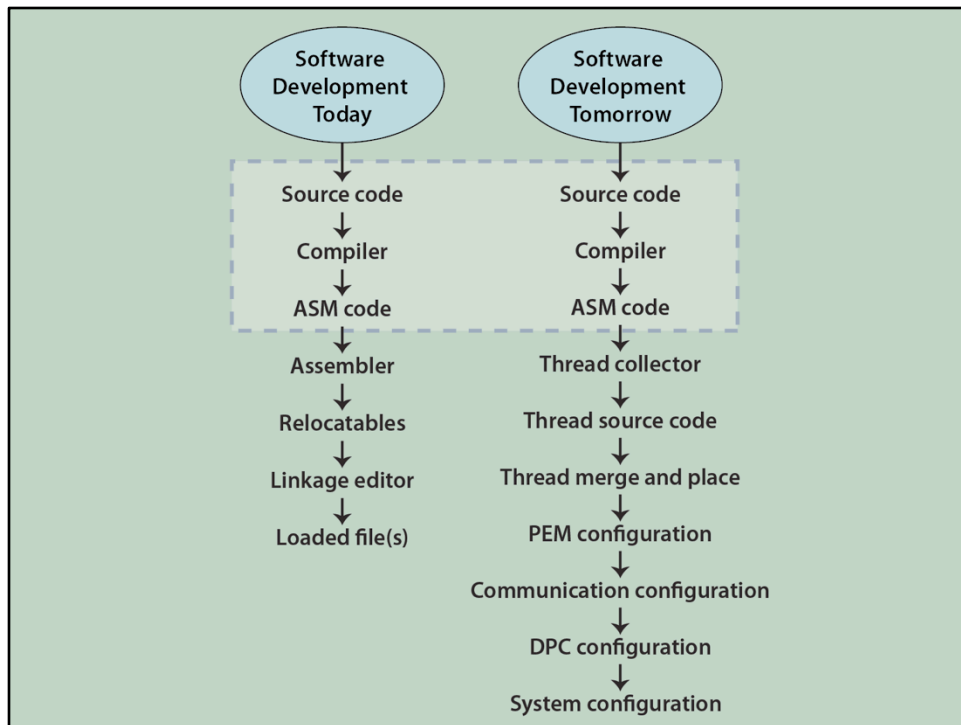 Software
Development
Today
Source code
Compiler
ASM code
Assembler
Relocatables
Linkage editor
Loaded file(s)
Software
Development
Tomorrow
Source code
Compiler
ASM code
Thread collector
Thread source code
Thread merge and place
PEM configuration
Communication configuration
DPC configuration
System configuration